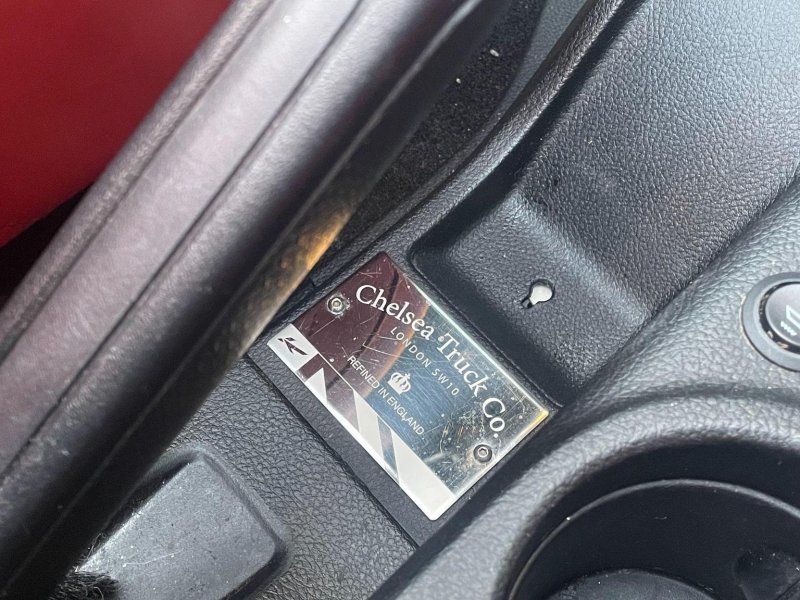 Chelsea Truck Co.
LONDON SW10
REFINED IN ENGLAND